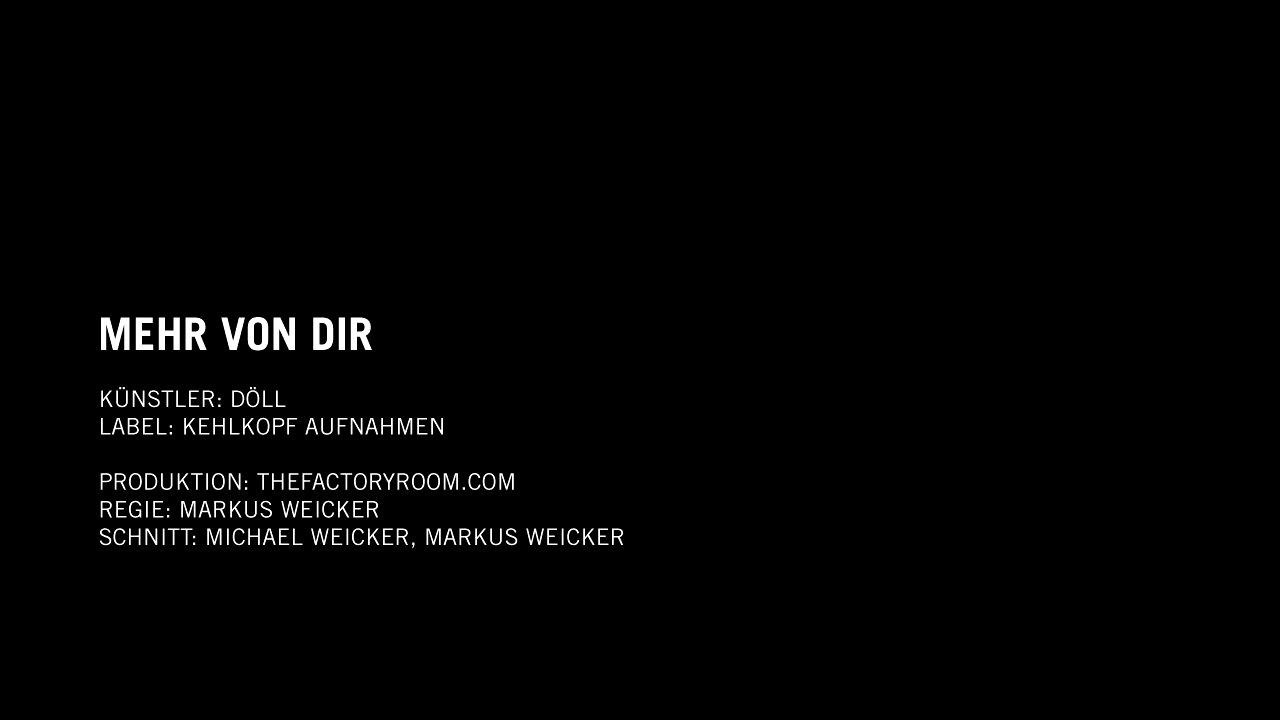 MEHR VON DIR
KÜNSTLER: DÖLL
LABEL: KEHLKOPF AUFNAHMEN
PRODUKTION: THEFACTORYROOM.COM
REGIE: MARKUS WEICKER
SCHNITT: MICHAEL WEICKER, MARKUS WEICKER